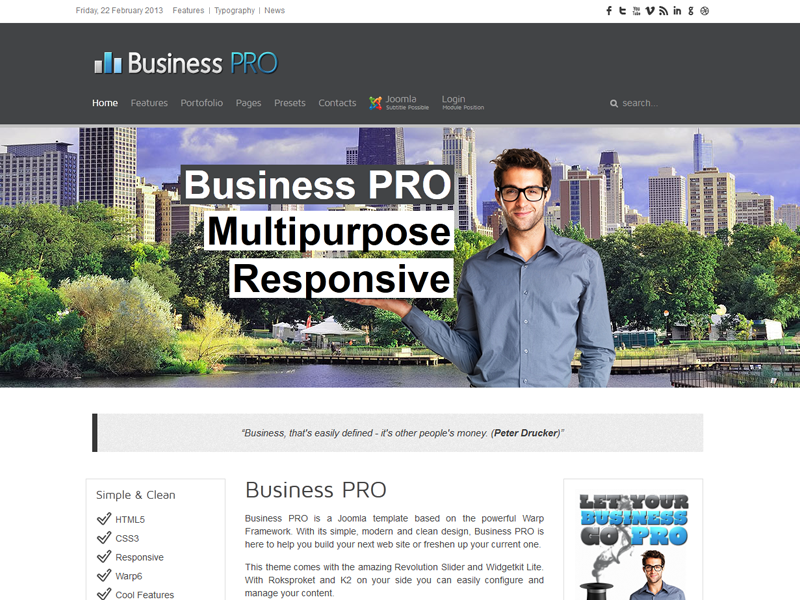 Friday, 22 February 2013 Features | Typography | News
Business PRO
Home Features Portofolio Pages Presets Contacts Joomla Login search...
Subtitle Possible Module Position
Business PRO
Multipurpose
Responsive
“Business, that's easily defined - it's other people's money. (Peter Drucker)”
Simple & Clean
HTML5
CSS3
Responsive
Warp6
Cool Features
Business PRO
Business PRO is a Joomla template based on the powerful Warp
Framework. With its simple, modern and clean design, Business PRO is
here to help you build your next web site or freshen up your current one.
This theme comes with the amazing Revolution Slider and Widgetkit Lite.
With Roksproket and K2 on your side you can easily configure and
manage your content.
LET YOUR
BUSINESS
GO PRO